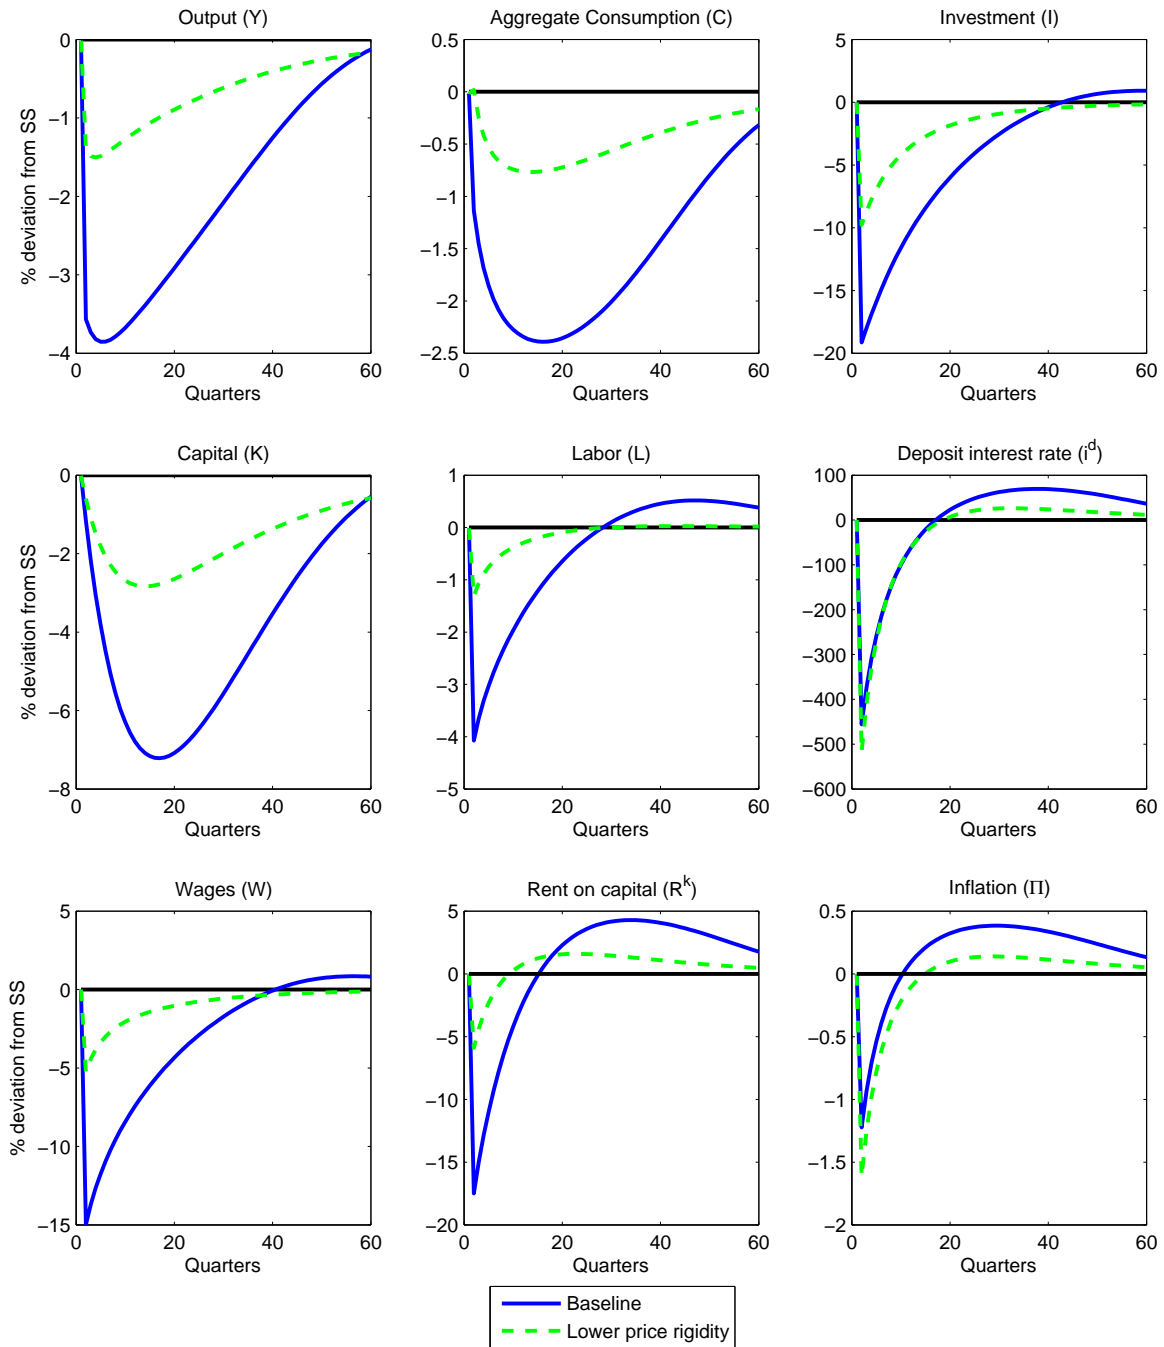 Output (Y)
Aggregate Consumption (C)
Investment (I)
% deviation from SS
0
−1
−2
−3
−4
0 20 40 60
Quarters
0.5
0
−0.5
−1
−1.5
−2
−2.5
0 20 40 60
Quarters
5
0
−5
−10
−15
−20
0 20 40 60
Quarters
Capital (K)
Labor (L)
Deposit interest rate (i^d)
% deviation from SS
0
−2
−4
−6
−8
0 20 40 60
Quarters
1
0
−1
−2
−3
−4
−5
0 20 40 60
Quarters
100
0
−100
−200
−300
−400
−500
−600
0 20 40 60
Quarters
Wages (W)
Rent on capital (R^k)
Inflation (Π)
% deviation from SS
5
0
−5
−10
−15
0 20 40 60
Quarters
5
0
−5
−10
−15
−20
0 20 40 60
Quarters
0.5
0
−0.5
−1
−1.5
−2
0 20 40 60
Quarters
Baseline
Lower price rigidity